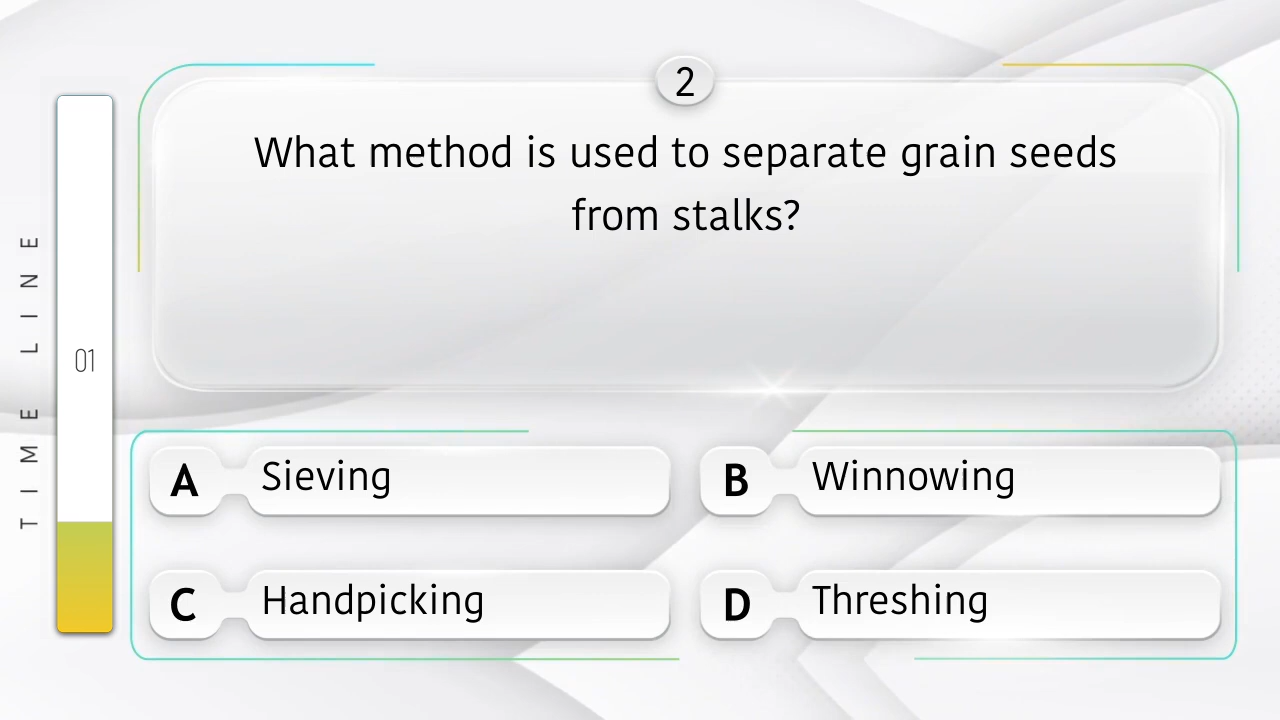 2
What method is used to separate grain seeds
from stalks?
TIME LINE
01
A Sieving
B Winnowing
C Handpicking
D Threshing